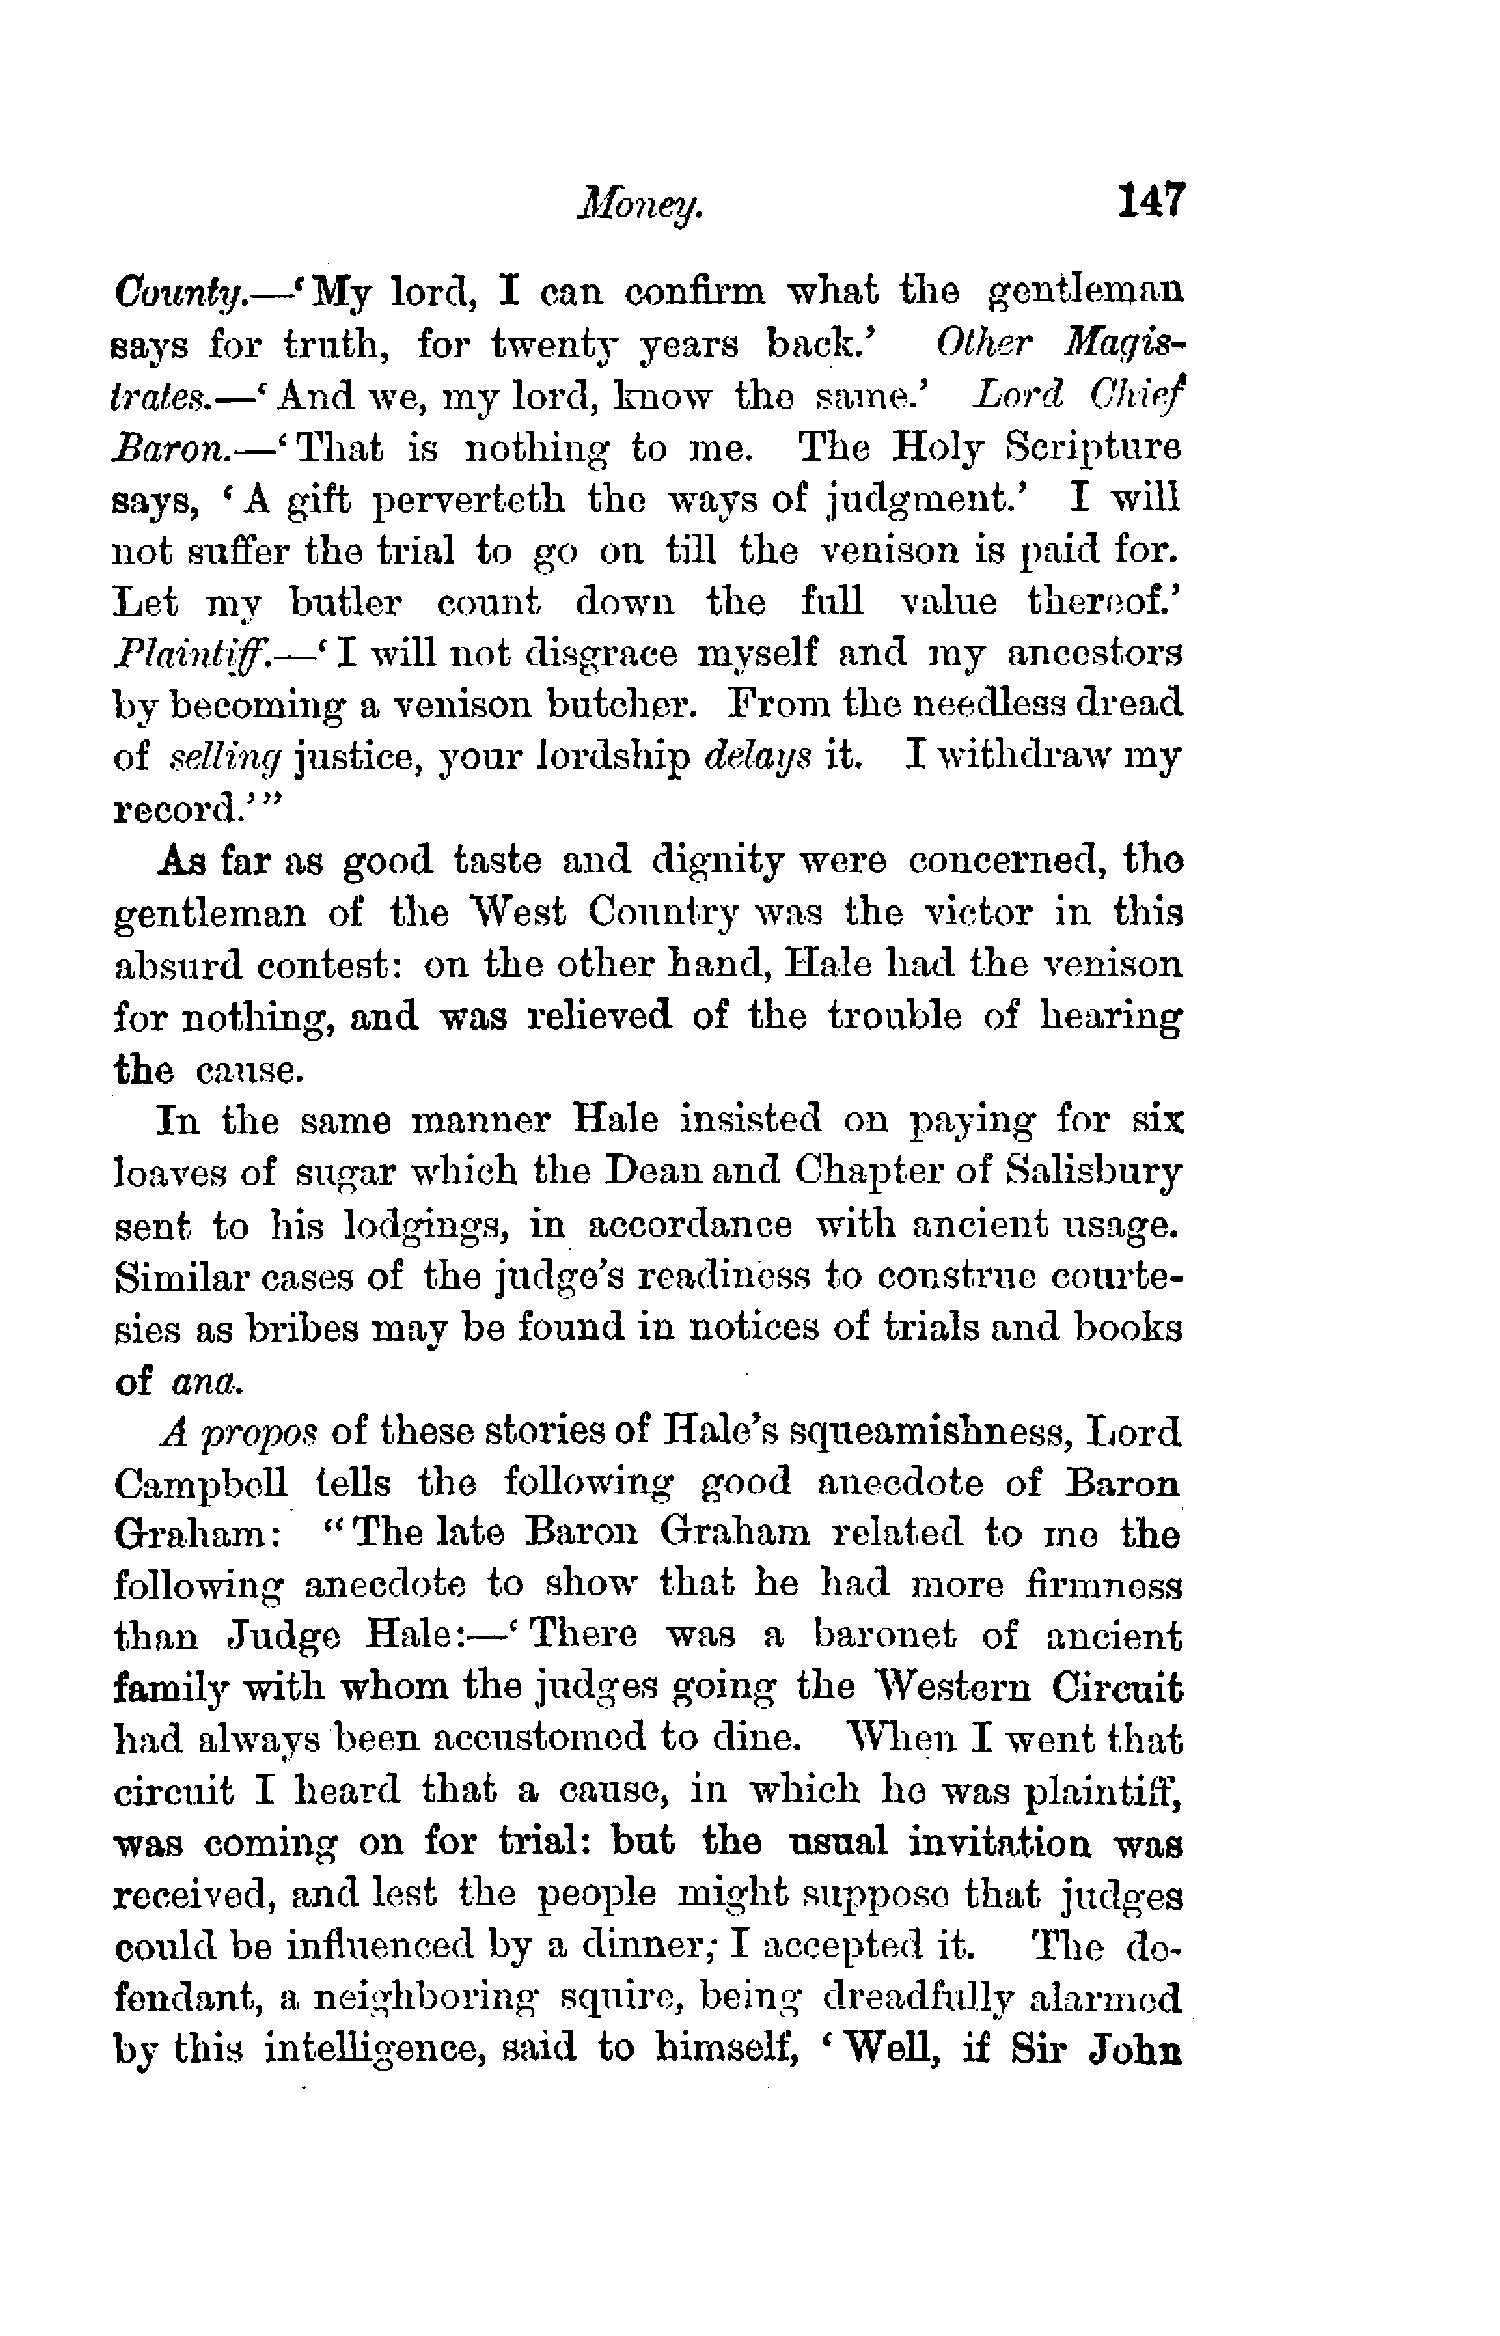 Money. 147
County.—‘My lord, I can confirm what the gentleman
says for truth, for twenty years back.’ Other Magis-
trates.—‘And we, my lord, know the same.’ Lord Chief
Baron.—‘That is nothing to me. The Holy Scripture
says, ‘A gift perverteth the ways of judgment.’ I will
not suffer the trial to go on till the venison is paid for.
Let my butler count down the full value thereof.’
Plaintiff.—‘I will not disgrace myself and my ancestors
by becoming a venison butcher. From the needless dread
of selling justice, your lordship delays it. I withdraw my
record.’”
As far as good taste and dignity were concerned, the
gentleman of the West Country was the victor in this
absurd contest: on the other hand, Hale had the venison
for nothing, and was relieved of the trouble of hearing
the cause.
In the same manner Hale insisted on paying for six
loaves of sugar which the Dean and Chapter of Salisbury
sent to his lodgings, in accordance with ancient usage.
Similar cases of the judge’s readiness to construe courte-
sies as bribes may be found in notices of trials and books
of ana.
A propos of these stories of Hale’s squeamishness, Lord
Campbell tells the following good anecdote of Baron
Graham: “The late Baron Graham related to me the
following anecdote to show that he had more firmness
than Judge Hale:—‘There was a baronet of ancient
family with whom the judges going the Western Circuit
had always been accustomed to dine. When I went that
circuit I heard that a cause, in which he was plaintiff,
was coming on for trial: but the usual invitation was
received, and lest the people might suppose that judges
could be influenced by a dinner; I accepted it. The de-
fendant, a neighboring squire, being dreadfully alarmed
by this intelligence, said to himself, ‘Well, if Sir John